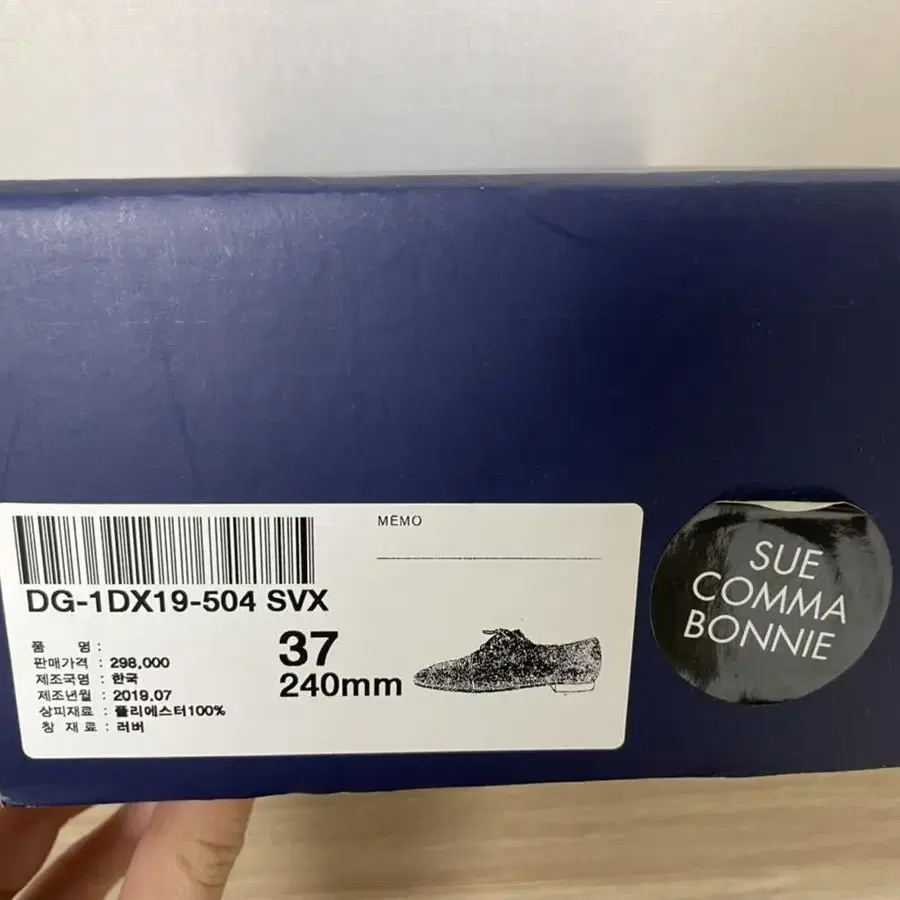 MEMO
DG-1DX19-504 SVX
품 명 :
판매가격 : 298,000
제조국명 : 한국
제조년월 : 2019.07
상피재료 : 플리에스터100%
창 재 료 : 러버
37
240mm
SUE
COMMA
BONNIE